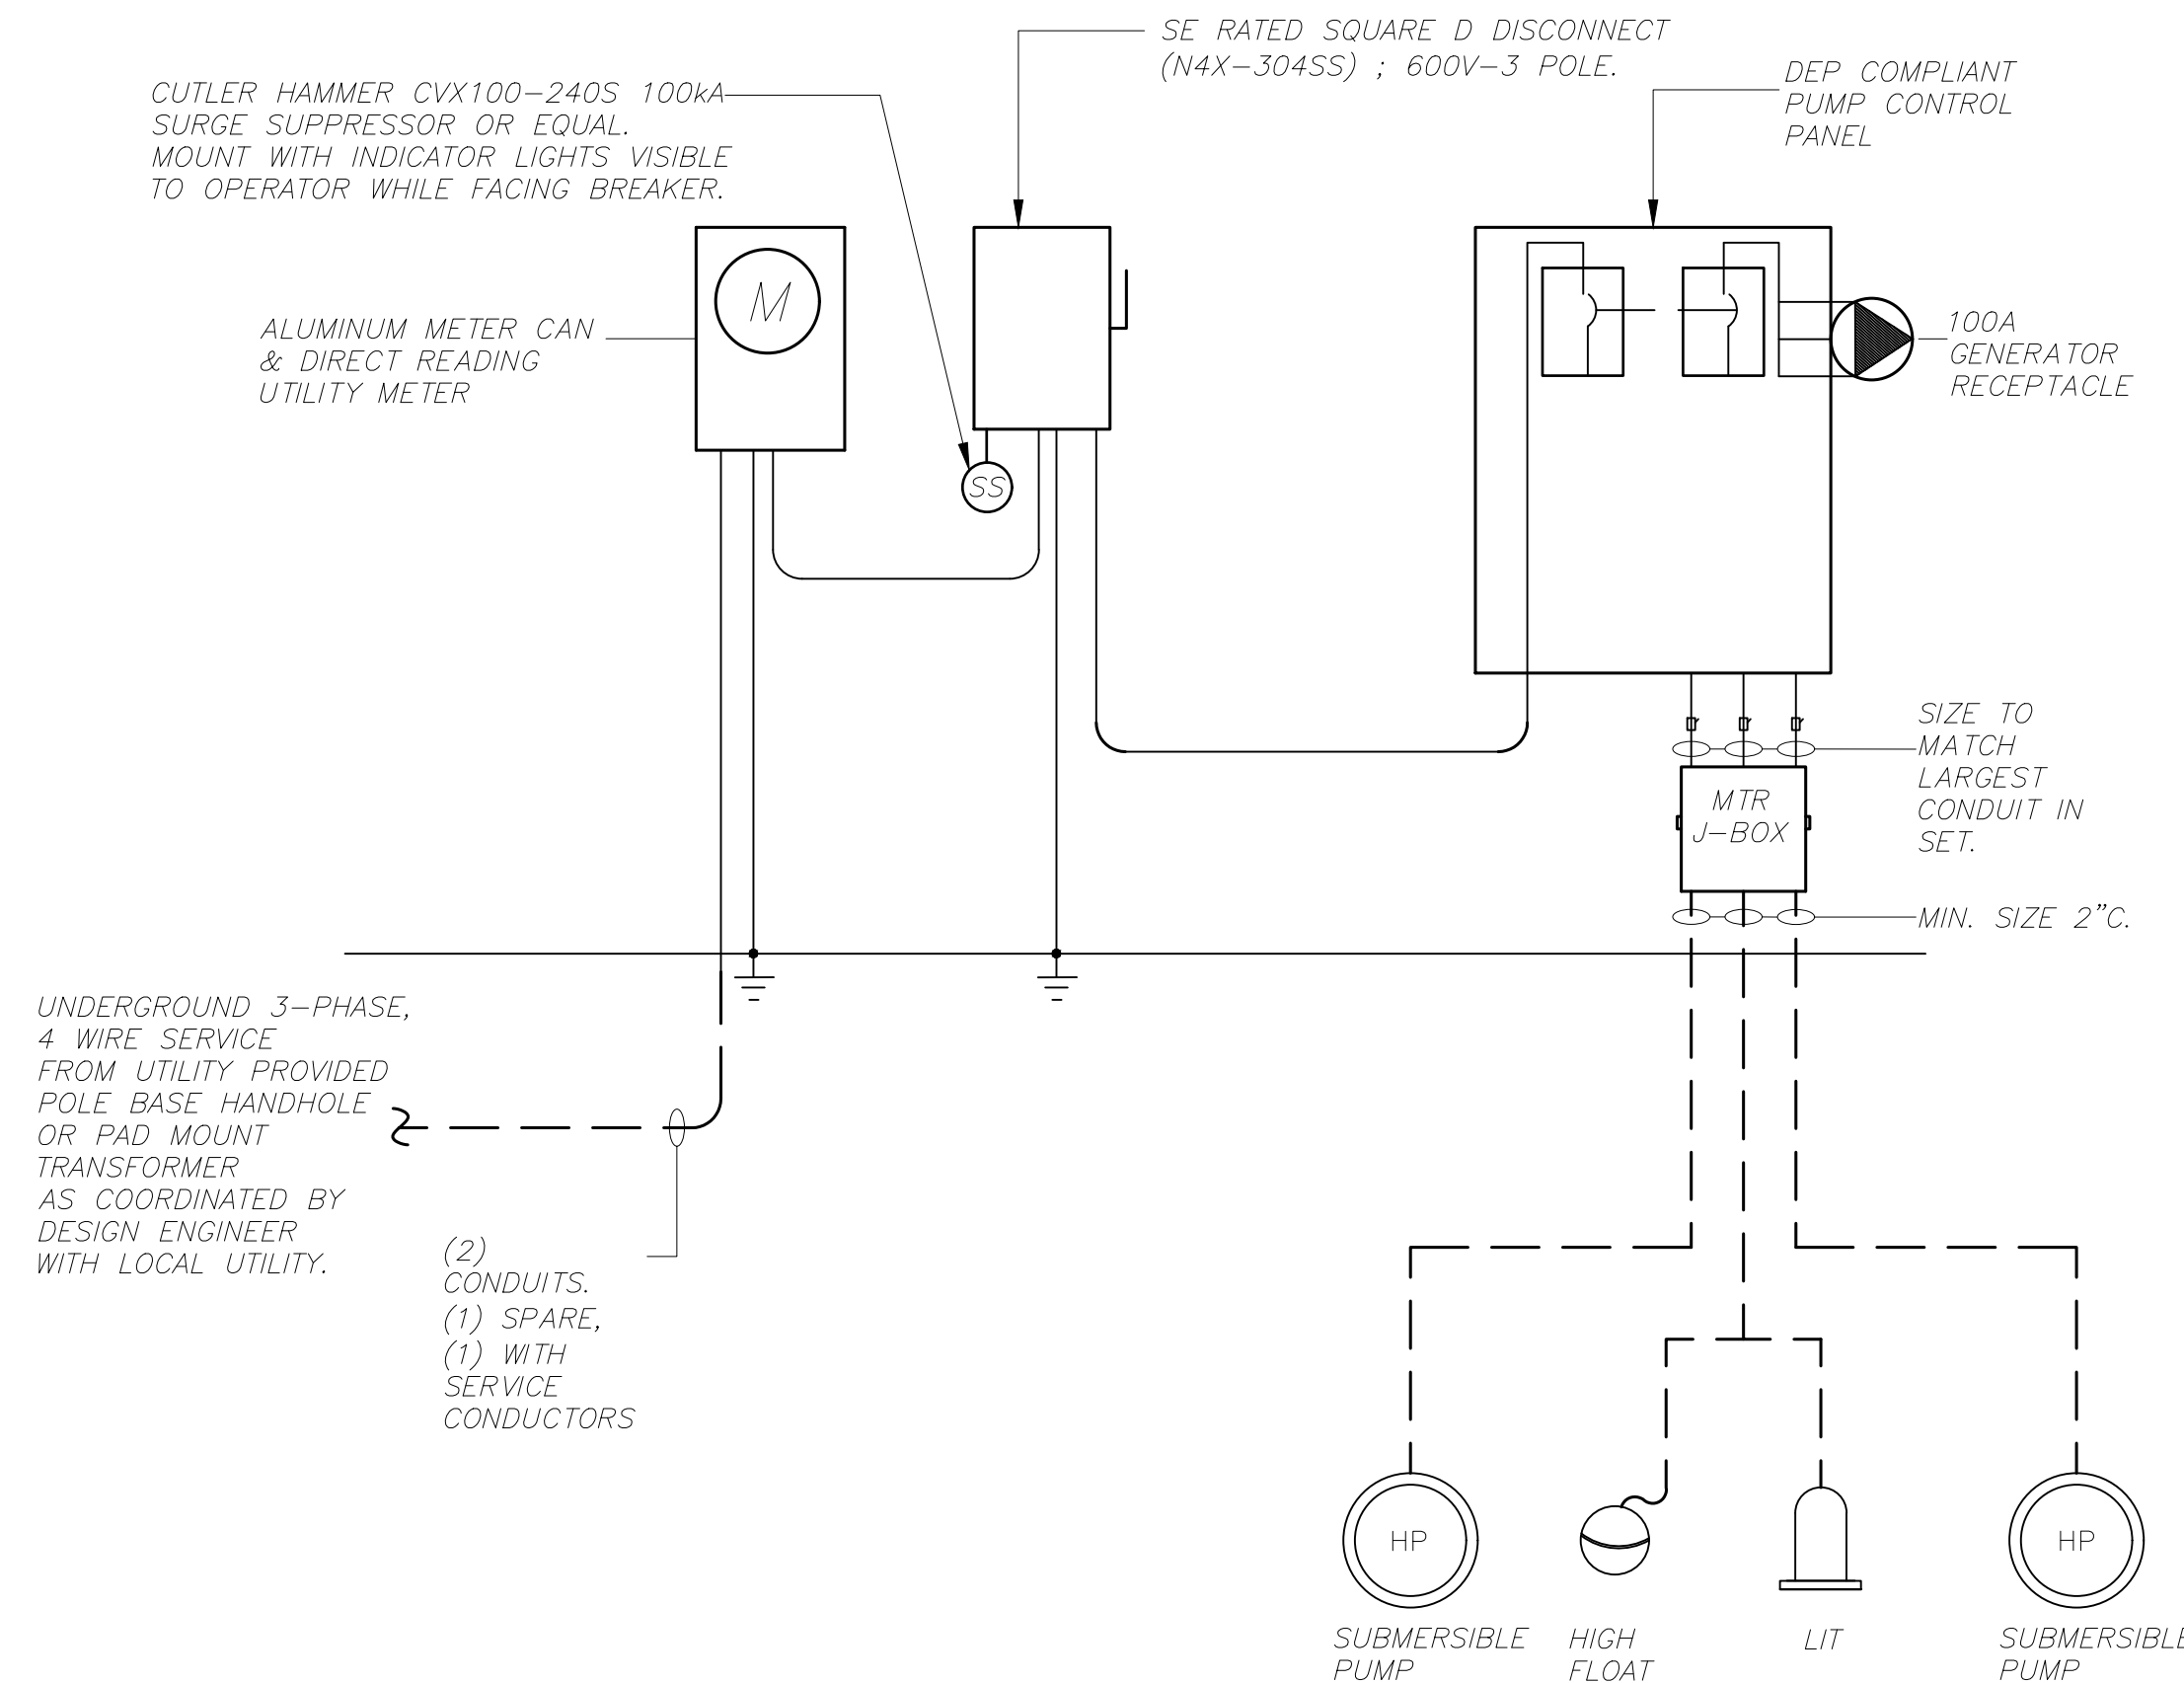 SE RATED SQUARE D DISCONNECT
(N4X-304SS) ; 600V-3 POLE.
DEP COMPLIANT
PUMP CONTROL
PANEL
CUTLER HAMMER CVX100-240S 100kA
SURGE SUPPRESSOR OR EQUAL.
MOUNT WITH INDICATOR LIGHTS VISIBLE
TO OPERATOR WHILE FACING BREAKER.
M
ALUMINUM METER CAN
& DIRECT READING
UTILITY METER
100A
GENERATOR
RECEPTACLE
SS
SIZE TO
MATCH
LARGEST
CONDUIT IN
SET.
MTR
J-BOX
MIN. SIZE 2"C.
UNDERGROUND 3-PHASE,
4 WIRE SERVICE
FROM UTILITY PROVIDED
POLE BASE HANDHOLE
OR PAD MOUNT
TRANSFORMER
AS COORDINATED BY
DESIGN ENGINEER
WITH LOCAL UTILITY.
(2)
CONDUITS.
(1) SPARE,
(1) WITH
SERVICE
CONDUCTORS
HP
HP
SUBMERSIBLE
PUMP
HIGH
FLOAT
LIT
SUBMERSIBLE
PUMP